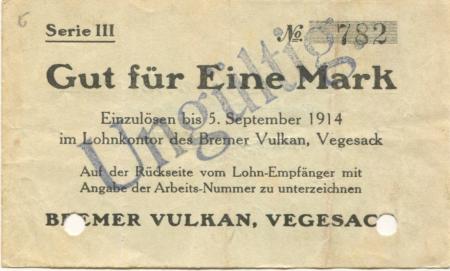 Serie III
No. 782
Gut für Eine Mark
Einzulösen bis 5. September 1914
im Lohnkontor des Bremer Vulkan, Vegesack
Auf der Rückseite vom Lohn-Empfänger mit
Angabe der Arbeits-Nummer zu unterzeichnen
BREMER VULKAN, VEGESACK
Ungültig